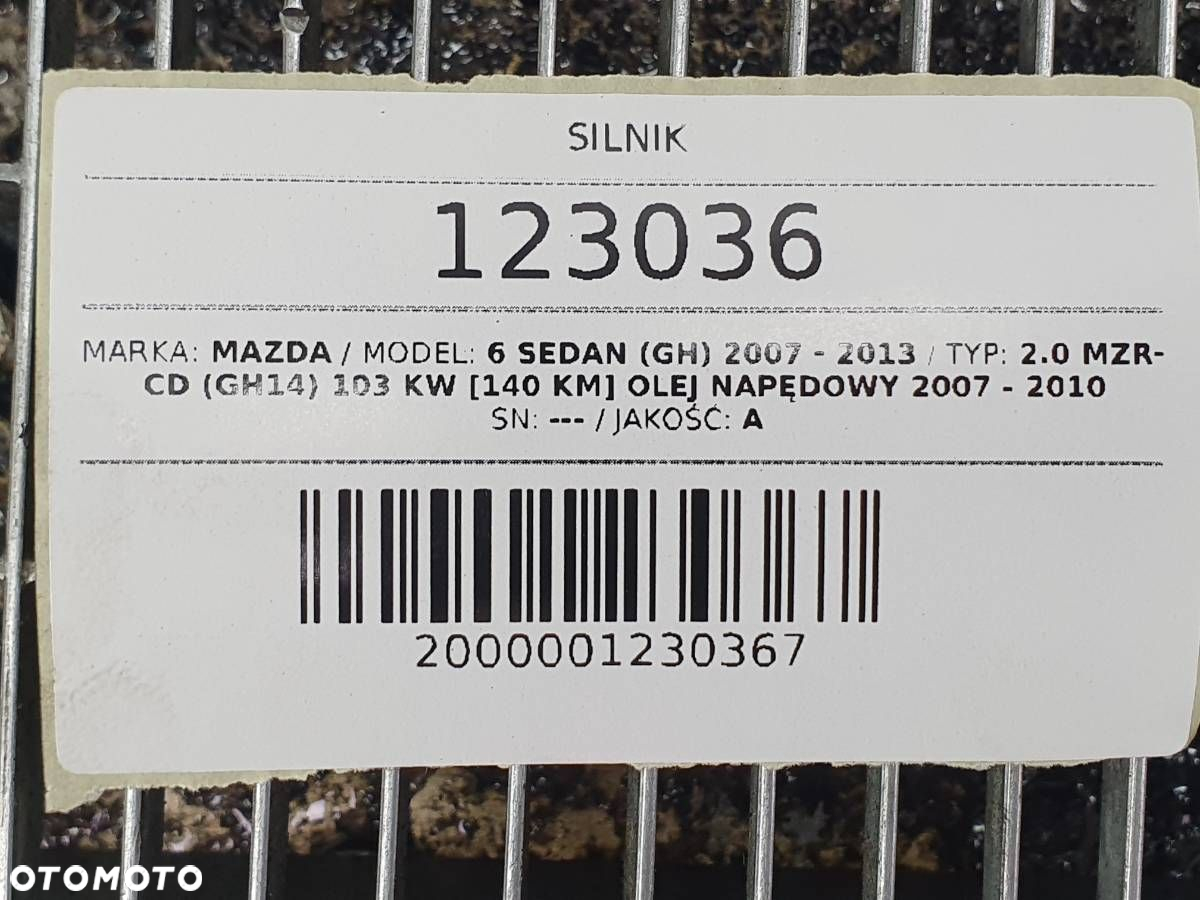 SILNIK
123036
MARKA: MAZDA / MODEL: 6 SEDAN (GH) 2007 - 2013 / TYP: 2.0 MZR-
CD (GH14) 103 KW [140 KM] OLEJ NAPĘDOWY 2007 - 2010
SN: --- / JAKOŚĆ: A
2000001230367
OTOMOTO